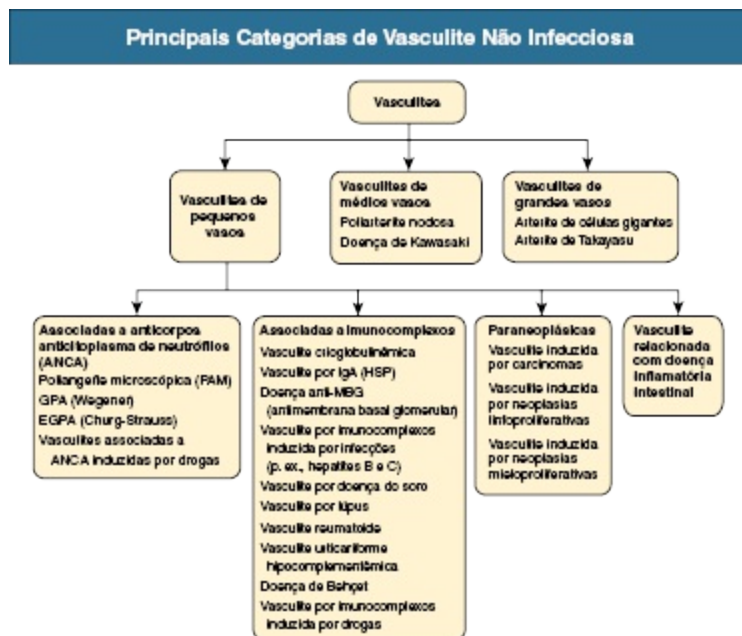 Principais Categorias de Vasculite Não Infecciosa
Vasculites
Vasculites de
pequenos
vasos
Vasculites de
médios vasos
Poliarterite nodosa
Doença de Kawasaki
Vasculites de
grandes vasos
Arterite de células gigantes
Arterite de Takayasu
Associadas a anticorpos
anticitoplasma de neutrófilos
(ANCA)
Poliangeíte microscópica (PAM)
GPA (Wegener)
EGPA (Churg-Strauss)
Vasculites associadas a
ANCA induzidas por drogas
Associadas a imunocomplexos
Vasculite crioglobulinêmica
Vasculite por IgA (HSP)
Doença anti-MBG
(antimembrana basal glomerular)
Vasculite por imunocomplexos
induzida por infecções
(p. ex., hepatites B e C)
Vasculite por doença do soro
Vasculite por lúpus
Vasculite reumatoide
Vasculite urticariforme
hipocomplementêmica
Doença de Behçet
Vasculite por imunocomplexos
induzida por drogas
Paraneoplásicas
Vasculite induzida
por carcinomas
Vasculite induzida
por neoplasias
linfoproliferativas
Vasculite induzida
por neoplasias
mieloproliferativas
Vasculite
relacionada
com doença
inflamatória
intestinal